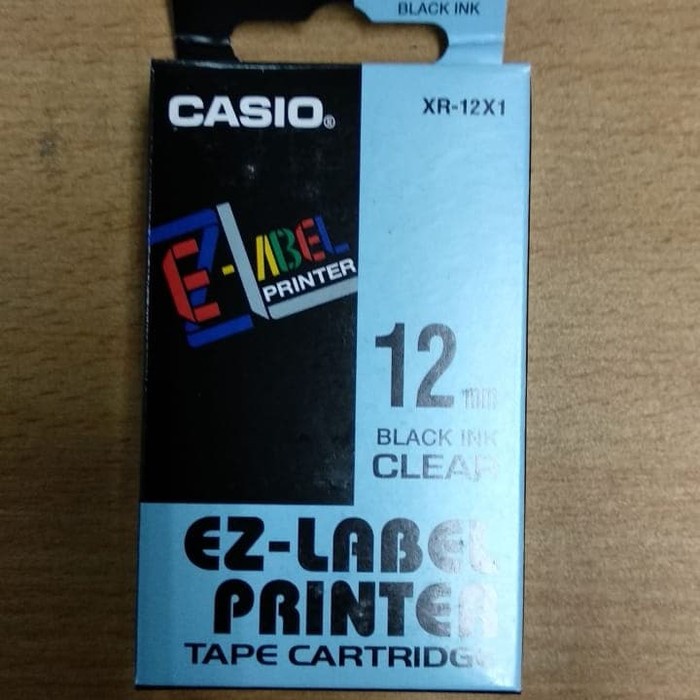 BLACK INK
CASIO®
XR-12X1
EZ-LABEL
PRINTER
12 mm
BLACK INK
CLEAR
EZ-LABEL
PRINTER
TAPE CARTRIDGE